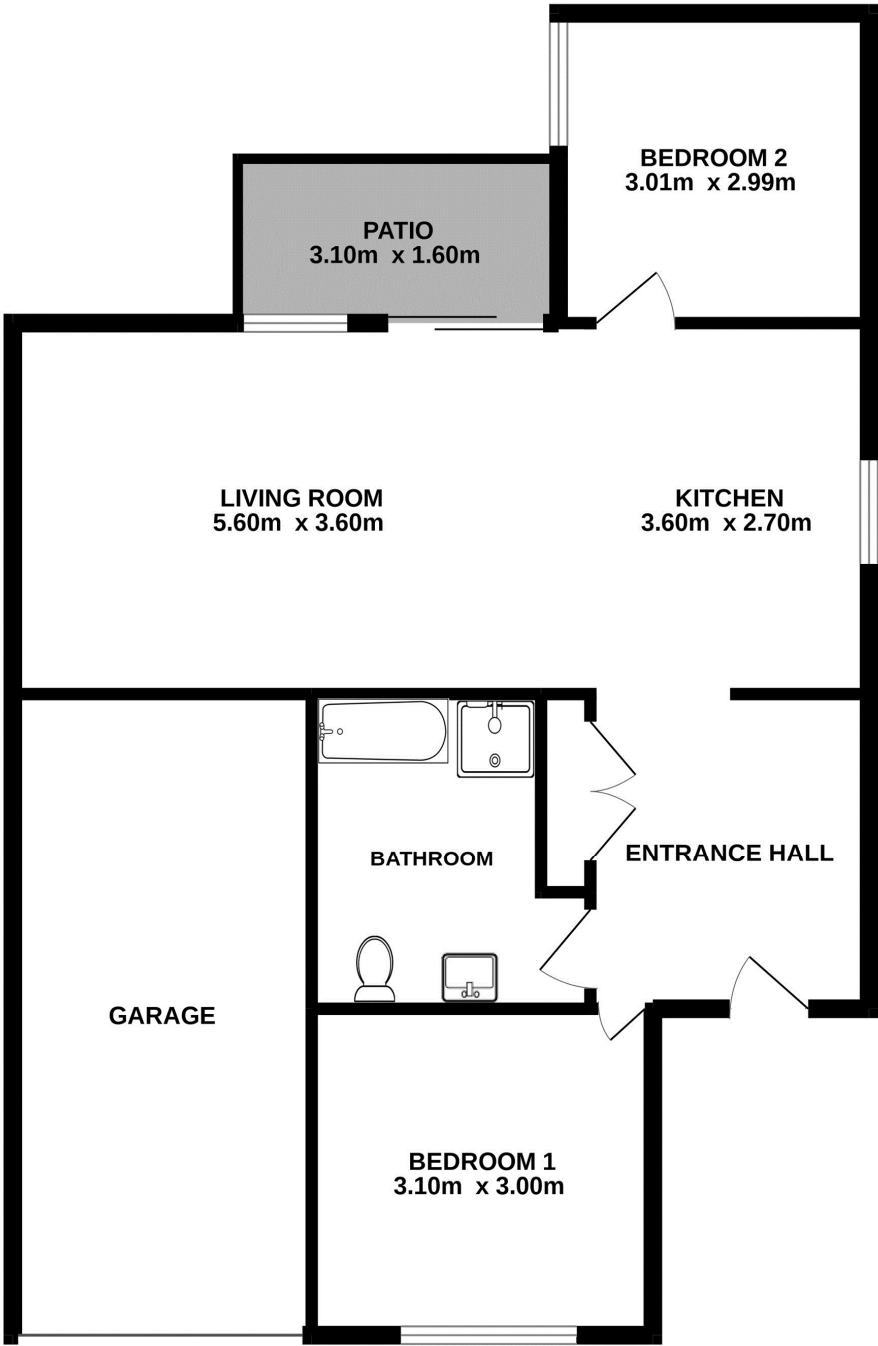 BEDROOM 2
3.01m x 2.99m
PATIO
3.10m x 1.60m
LIVING ROOM
5.60m x 3.60m
KITCHEN
3.60m x 2.70m
BATHROOM
ENTRANCE HALL
GARAGE
BEDROOM 1
3.10m x 3.00m